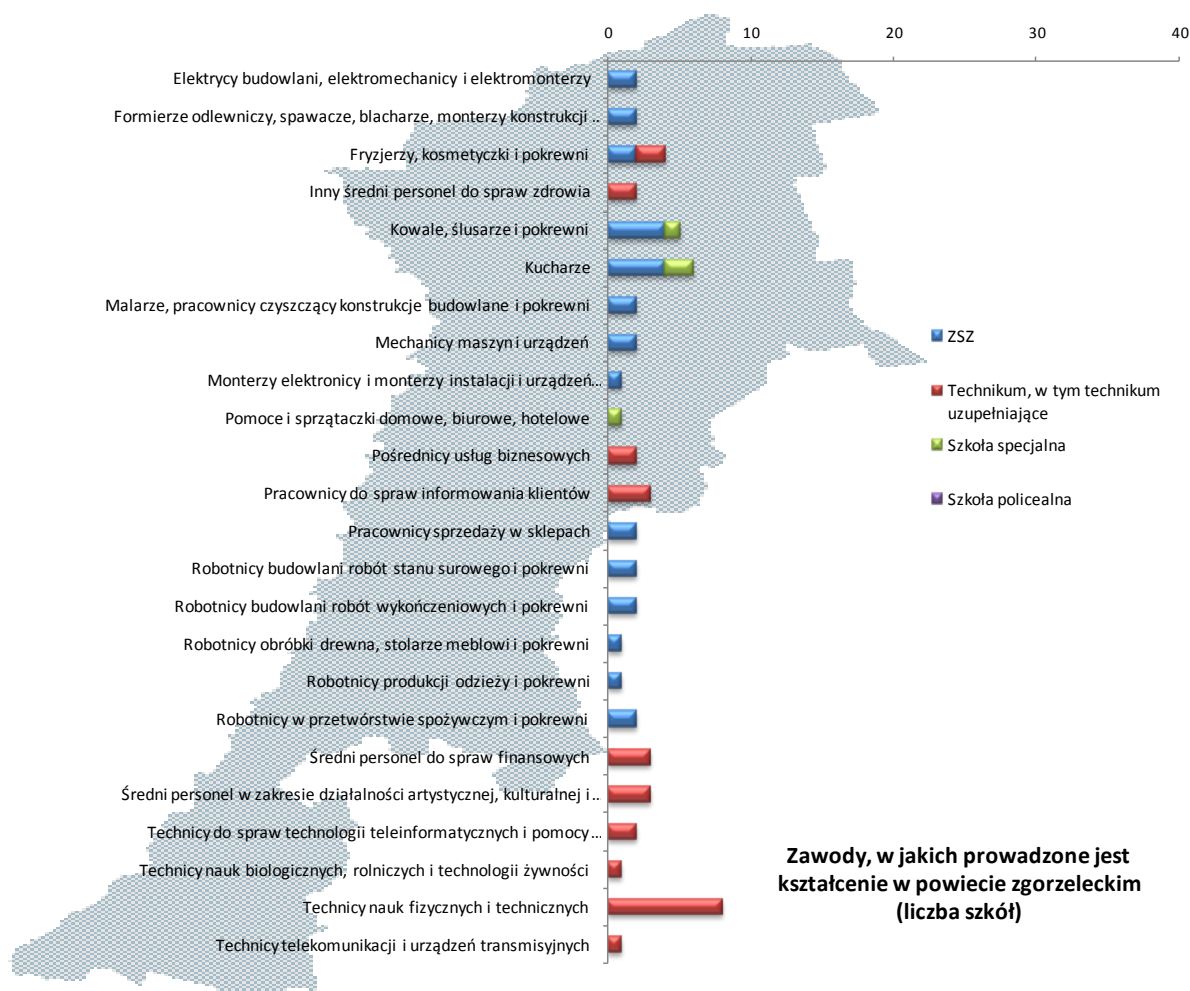 0 10 20 30 40
Elektrycy budowlani, elektromechanicy i elektromonterzy
Formierze odlewniczy, spawacze, blacharze, monterzy konstrukcji ..
Fryzjerzy, kosmetyczki i pokrewni
Inny średni personel do spraw zdrowia
Kowale, ślusarze i pokrewni
Kucharze
Malarze, pracownicy czyszczący konstrukcje budowlane i pokrewni
Mechanicy maszyn i urządzeń
Monterzy elektronicy i monterzy instalacji i urządzeń...
Pomoce i sprzątaczki domowe, biurowe, hotelowe
Pośrednicy usług biznesowych
Pracownicy do spraw informowania klientów
Pracownicy sprzedaży w sklepach
Robotnicy budowlani robót stanu surowego i pokrewni
Robotnicy budowlani robót wykończeniowych i pokrewni
Robotnicy obróbki drewna, stolarze meblowi i pokrewni
Robotnicy produkcji odzieży i pokrewni
Robotnicy w przetwórstwie spożywczym i pokrewni
Średni personel do spraw finansowych
Średni personel w zakresie działalności artystycznej, kulturalnej i ..
Technicy do spraw technologii teleinformatycznych i pomocy ...
Technicy nauk biologicznych, rolniczych i technologii żywności
Technicy nauk fizycznych i technicznych
Technicy telekomunikacji i urządzeń transmisyjnych
ZSZ
Technikum, w tym technikum
uzupełniające
Szkoła specjalna
Szkoła policealna
Zawody, w jakich prowadzone jest
kształcenie w powiecie zgorzeleckim
(liczba szkół)